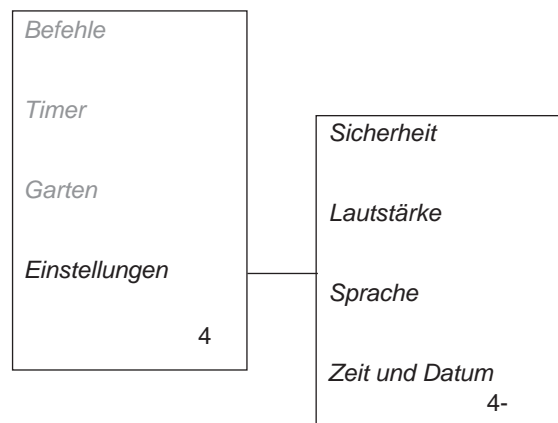 Befehle
Timer
Garten
Einstellungen
4
Sicherheit
Lautstärke
Sprache
Zeit und Datum
4-